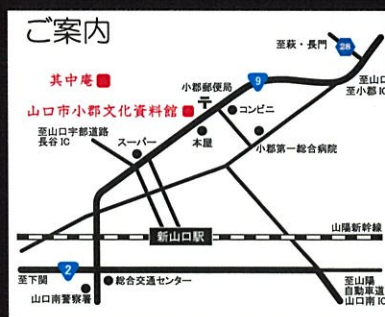 ご案内
至萩・長門
28
9
至山口
至小郡IC
其中庵
小郡郵便局
コンビニ
山口市小郡文化資料館
至山口宇部道路
長谷IC
スーパー
本屋
小郡第一総合病院
山陽新幹線
新山口駅
2
至下関
総合交通センター
山口南警察署
至山陽
自動車道
山口南IC